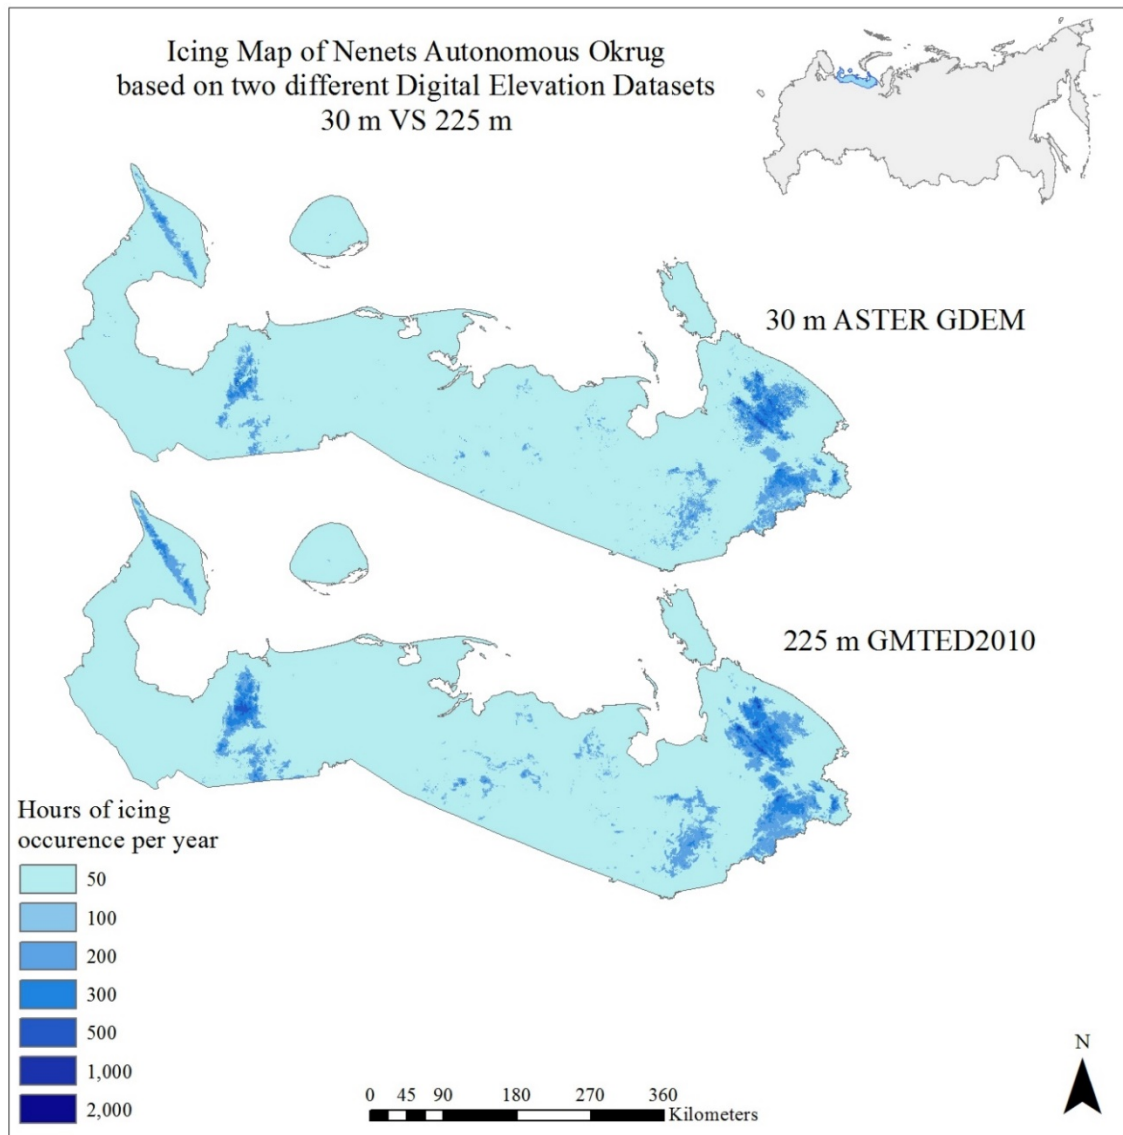 Icing Map of Nenets Autonomous Okrug
based on two different Digital Elevation Datasets
30 m VS 225 m
30 m ASTER GDEM
225 m GMTED2010
Hours of icing
occurence per year
50
100
200
300
500
1,000
2,000
0 45 90 180 270 360
Kilometers
N